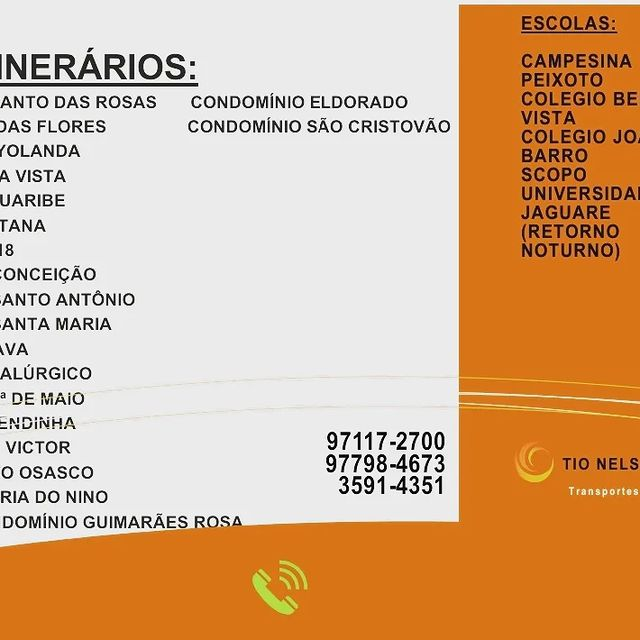 INERÁRIOS:
ANTO DAS ROSAS CONDOMÍNIO ELDORADO
DAS FLORES CONDOMÍNIO SÃO CRISTOVÃO
YOLANDA
A VISTA
UARIBE
TANA
18
CONCEIÇÃO
SANTO ANTÔNIO
SANTA MARIA
AVA
ALÚRGICO
ª DE MAIO
ENDINHA
VICTOR
O OSASCO
RIA DO NINO
NDOMÍNIO GUIMARÃES ROSA
97117-2700
97798-4673
3591-4351
ESCOLAS:
CAMPESINA
PEIXOTO
COLEGIO BE
VISTA
COLEGIO JOA
BARRO
SCOPO
UNIVERSIDA
JAGUARE
(RETORNO
NOTURNO)
TIO NELS
Transportes